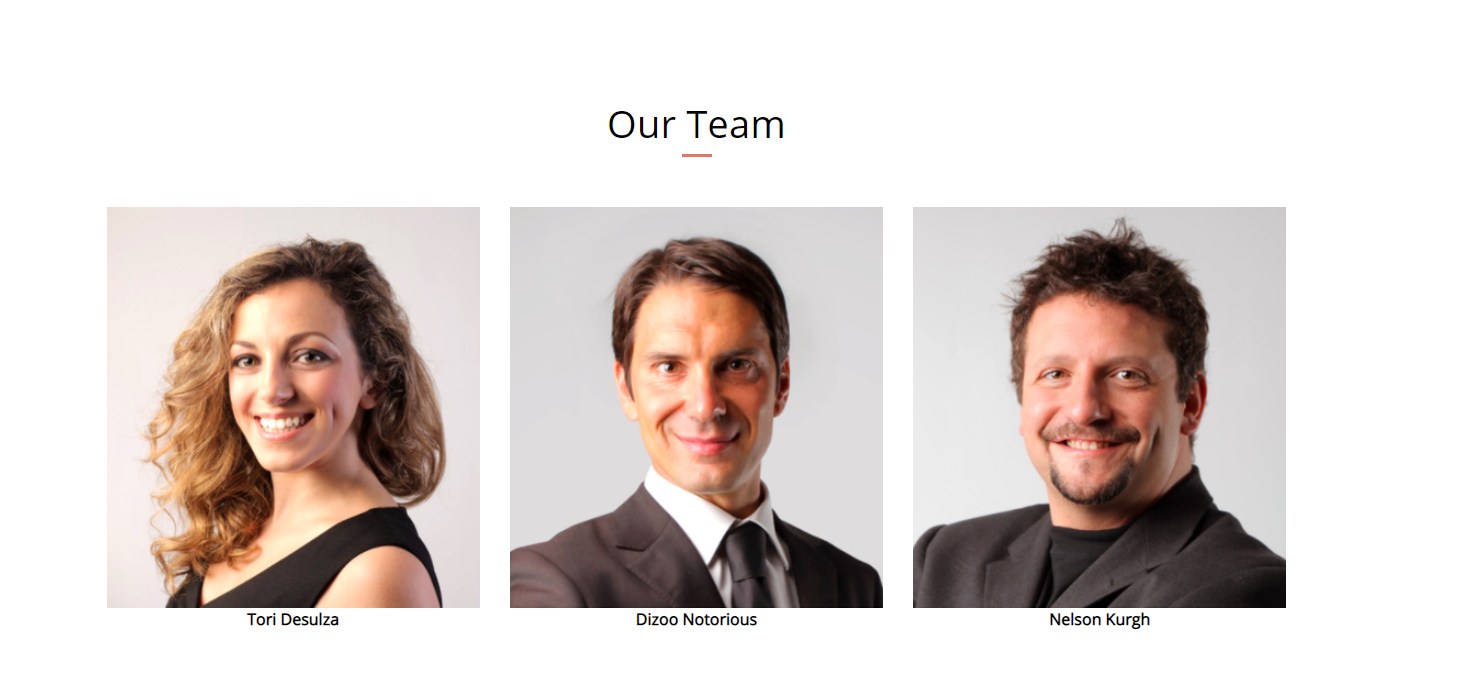 Our Team
Tori Desulza
Dizoo Notorious
Nelson Kurgh